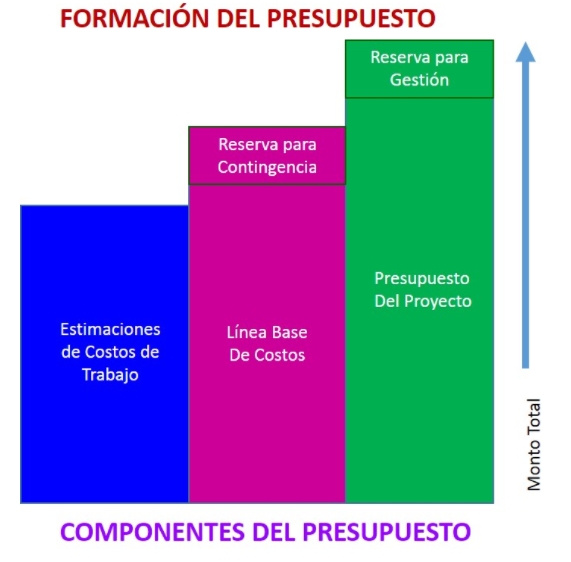 FORMACIÓN DEL PRESUPUESTO
Reserva para
Gestión
Reserva para
Contingencia
Presupuesto
Del Proyecto
Estimaciones
de Costos de
Trabajo
Línea Base
De Costos
Monto Total
COMPONENTES DEL PRESUPUESTO